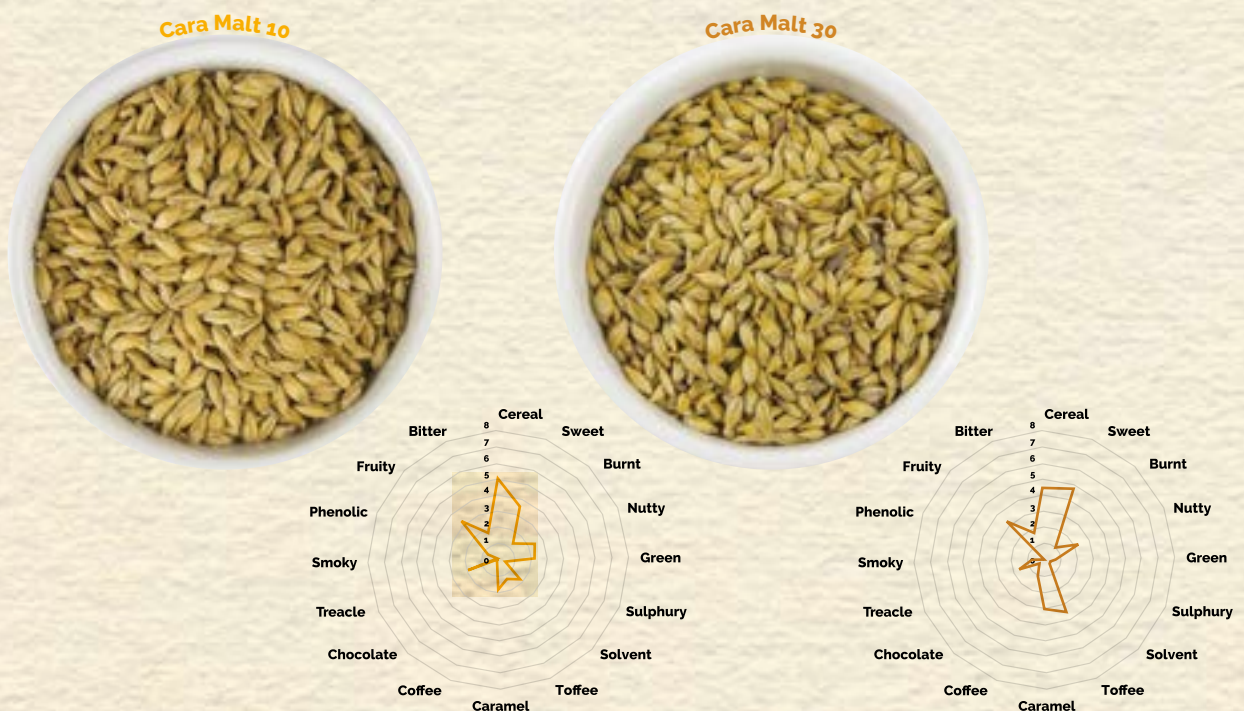 Cara Malt 10
Cara Malt 30
Cereal
Sweet
Burnt
Nutty
Green
Sulphury
Solvent
Toffee
Caramel
Coffee
Chocolate
Treacle
Smoky
Phenolic
Fruity
Bitter
8
7
6
5
4
3
2
1
0
Cereal
Sweet
Burnt
Nutty
Green
Sulphury
Solvent
Toffee
Caramel
Coffee
Chocolate
Treacle
Smoky
Phenolic
Fruity
Bitter
8
7
6
5
4
3
2
1
0